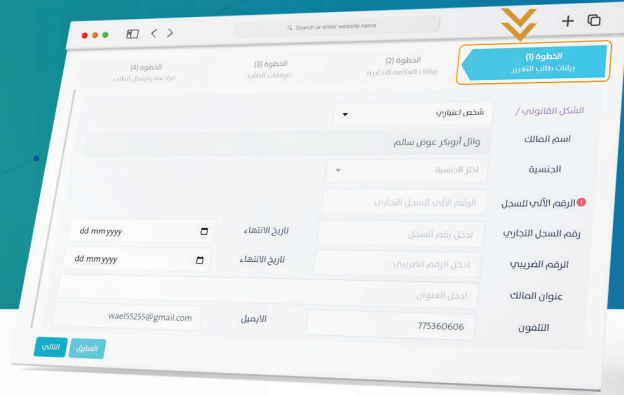 Search or enter website name
الخطوة (1)
بيانات طالب التغيير
الخطوة (2)
بيانات العلامة التجارية
الخطوة (3)
مرفقات الطلب
الخطوة (4)
مراجعة وإرسال الطلب
الشكل القانوني /
شخص اعتباري
اسم المالك
وائل أبوبكر عوض سالم
الجنسية
اختر الجنسية
الرقم الألي للسجل
الرقم الألي للسجل التجاري
رقم السجل التجاري
ادخل رقم السجل
تاريخ الانتهاء
dd mm yyyy
الرقم الضريبي
ادخل الرقم الضريبي
تاريخ الانتهاء
dd mm yyyy
عنوان المالك
ادخل العنوان
التلفون
775360606
الايميل
wael55255@gmail.com
السابق
التالي